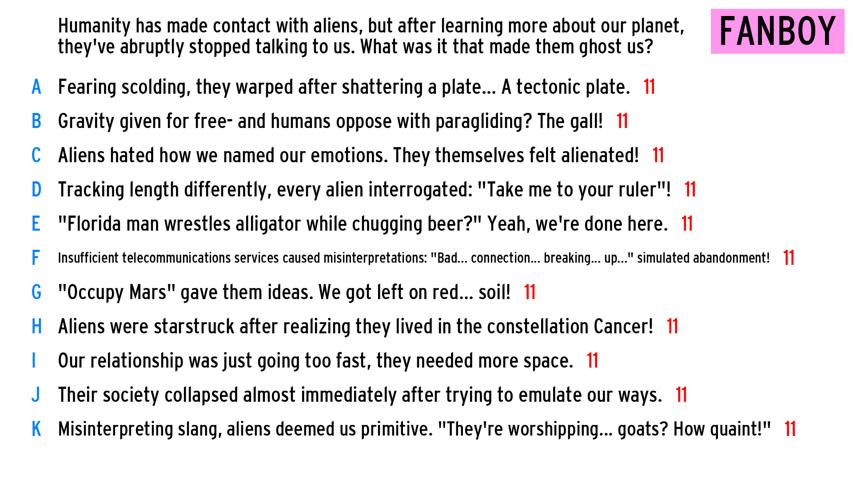 Humanity has made contact with aliens, but after learning more about our planet,
they've abruptly stopped talking to us. What was it that made them ghost us?
FANBOY
A Fearing scolding, they warped after shattering a plate... A tectonic plate. 11
B Gravity given for free- and humans oppose with paragliding? The gall! 11
C Aliens hated how we named our emotions. They themselves felt alienated! 11
D Tracking length differently, every alien interrogated: "Take me to your ruler"! 11
E "Florida man wrestles alligator while chugging beer?" Yeah, we're done here. 11
F Insufficient telecommunications services caused misinterpretations: "Bad... connection... breaking... up..." simulated abandonment! 11
G "Occupy Mars" gave them ideas. We got left on red... soil! 11
H Aliens were starstruck after realizing they lived in the constellation Cancer! 11
I Our relationship was just going too fast, they needed more space. 11
J Their society collapsed almost immediately after trying to emulate our ways. 11
K Misinterpreting slang, aliens deemed us primitive. "They're worshipping... goats? How quaint!" 11